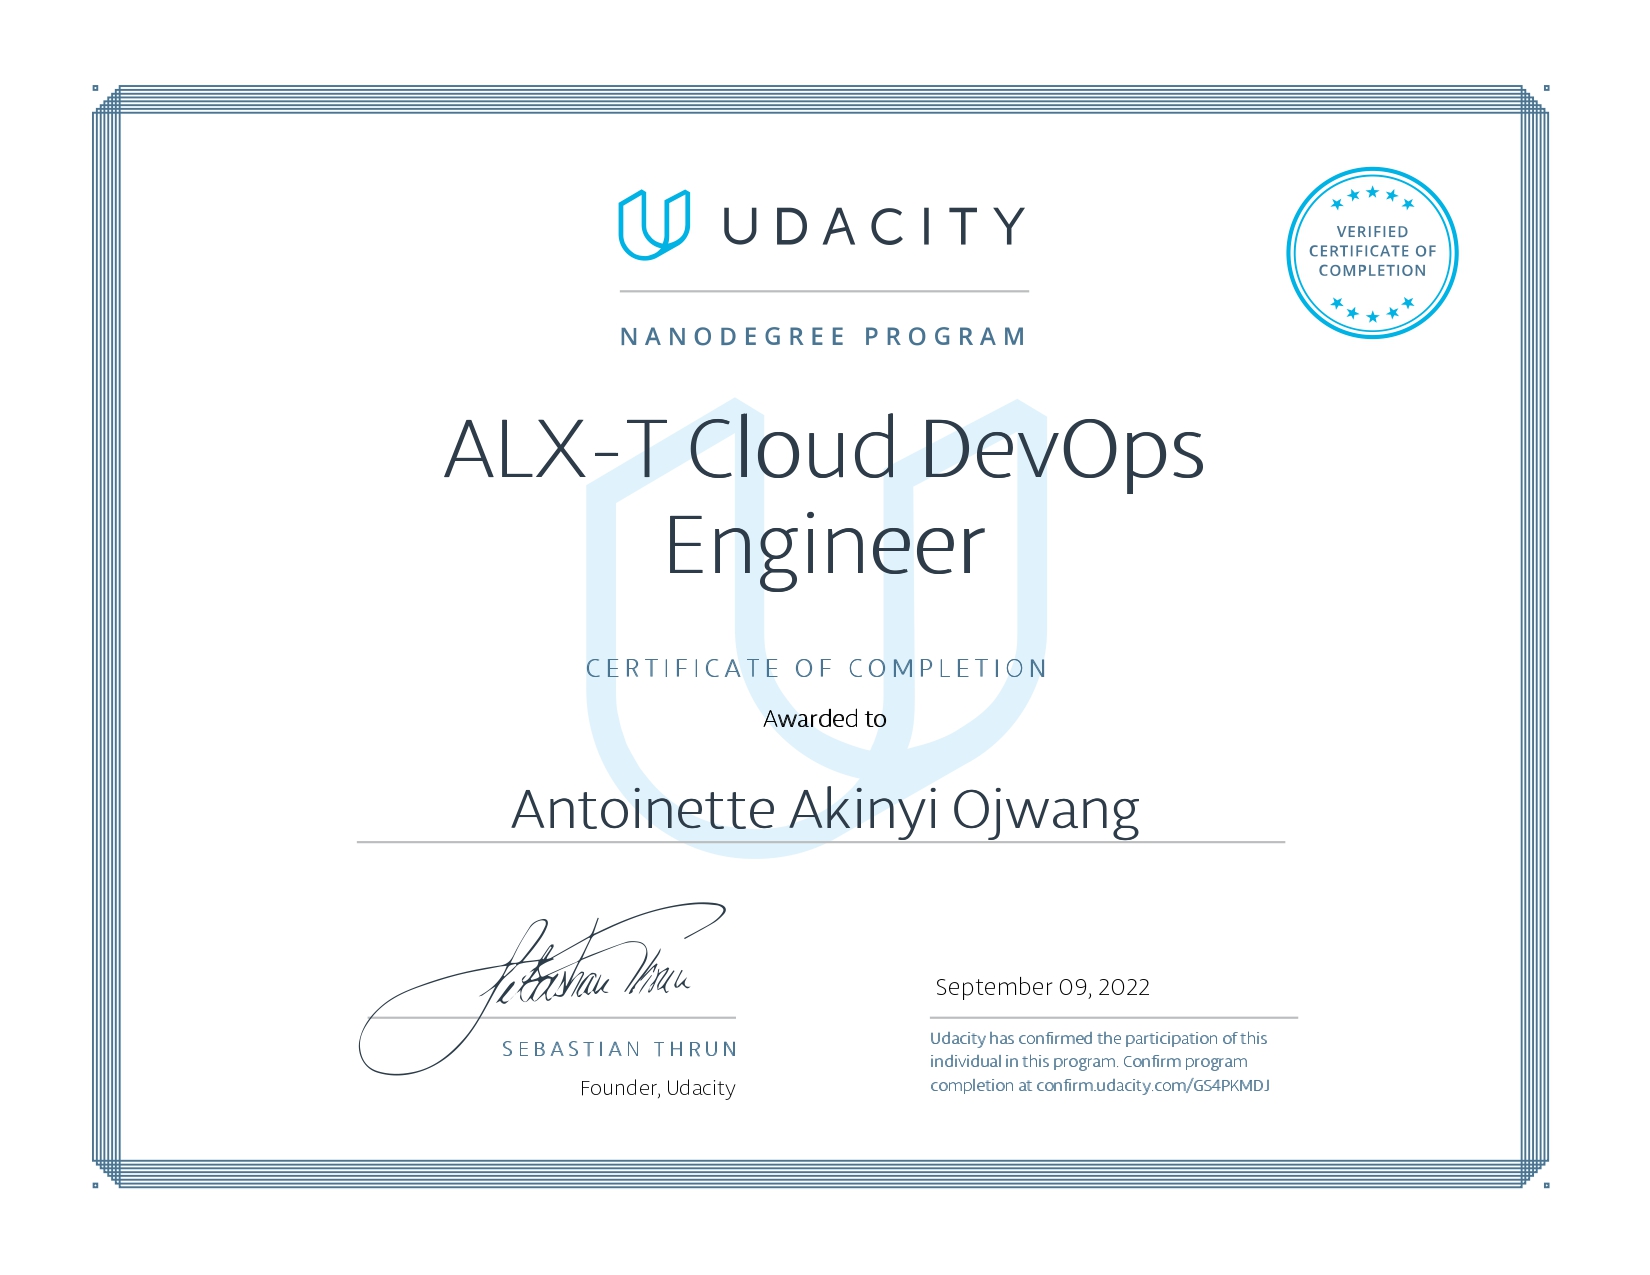 UDACITY
VERIFIED
CERTIFICATE OF
COMPLETION
NANODEGREE PROGRAM
ALX-T Cloud DevOps
Engineer
CERTIFICATE OF COMPLETION
Awarded to
Antoinette Akinyi Ojwang
Sebastian Thrun
SEBASTIAN THRUN
Founder, Udacity
September 09, 2022
Udacity has confirmed the participation of this
individual in this program. Confirm program
completion at confirm.udacity.com/GS4PKMDJ